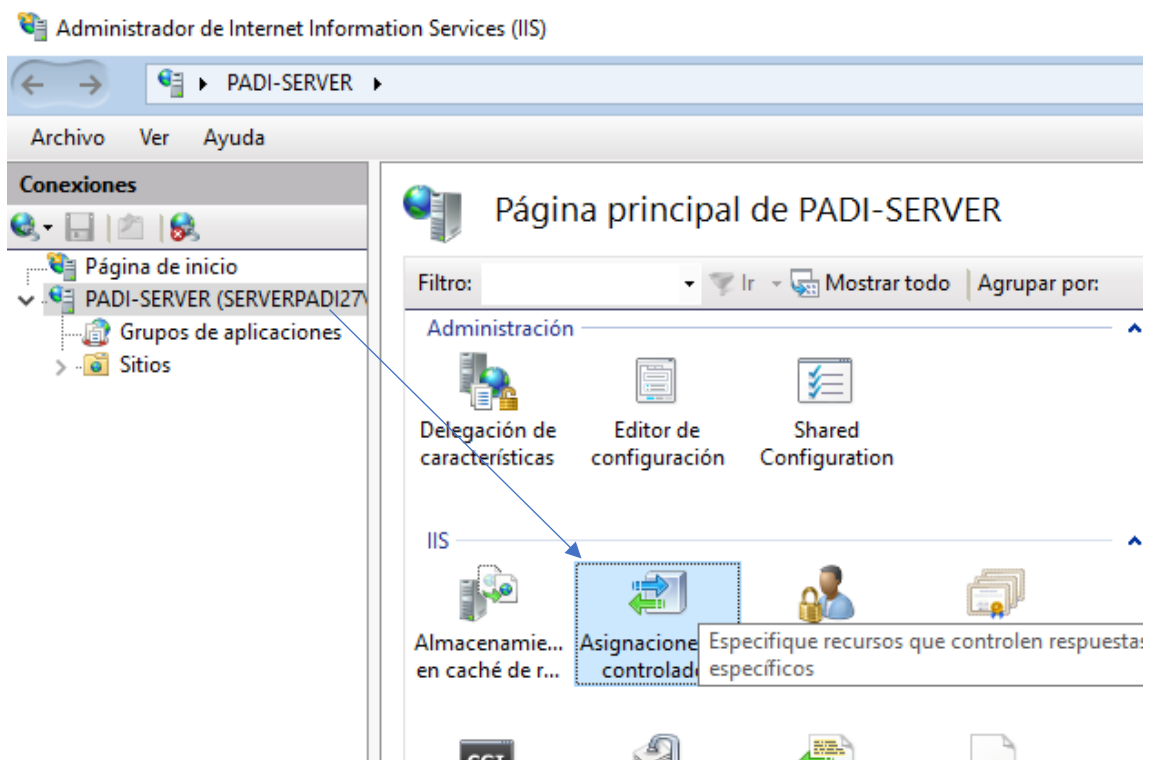 Administrador de Internet Information Services (IIS)
PADI-SERVER
Archivo Ver Ayuda
Conexiones
Página de inicio
PADI-SERVER (SERVERPADI27
Grupos de aplicaciones
Sitios
Página principal de PADI-SERVER
Filtro: Ir Mostrar todo Agrupar por:
Administración
Delegación de
características
Editor de
configuración
Shared
Configuration
IIS
Almacenamie...
en caché de r...
Asignacione
controlad
Especifique recursos que controlen respuestas
específicos
CGI